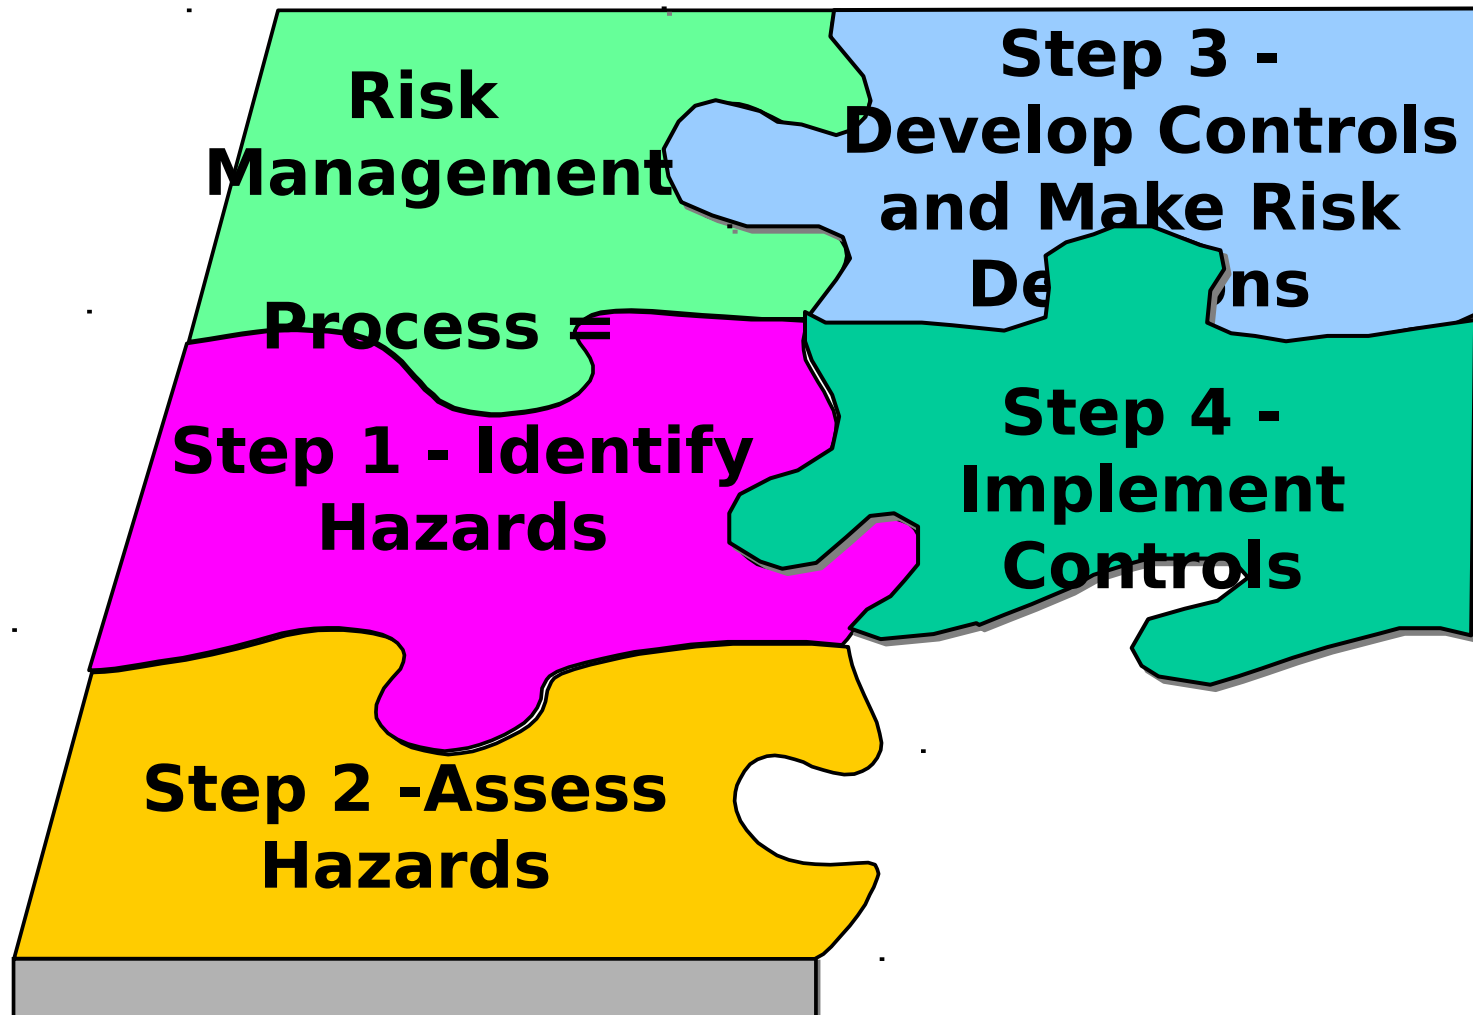 Risk
Management
Process =
Step 1 - Identify
Hazards
Step 2 -Assess
Hazards
Step 3 -
Develop Controls
and Make Risk
Step 4 -
Implement
Controls